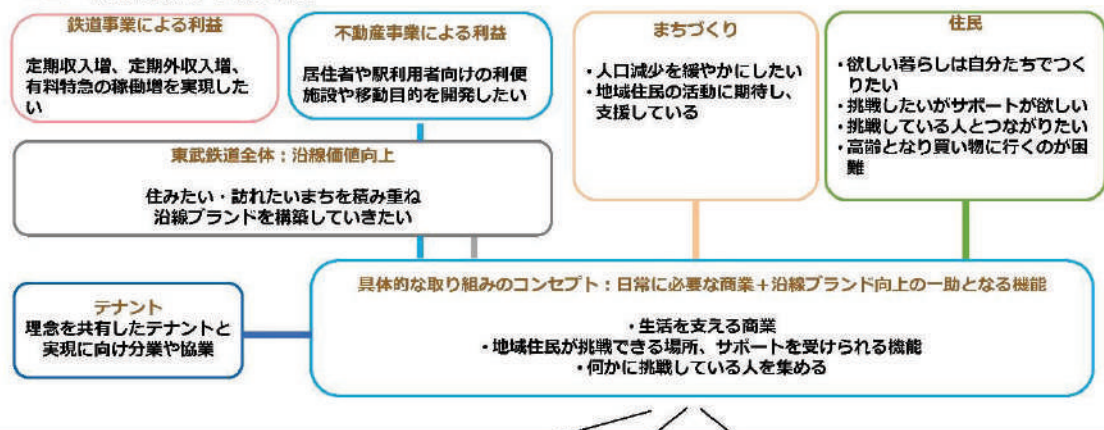 鉄道事業による利益
定期収入増、定期外収入増、
有料特急の稼働増を実現した
い
不動産事業による利益
居住者や駅利用者向けの利便
施設や移動目的を開発したい
まちづくり
・人口減少を緩やかにしたい
・地域住民の活動に期待し、
支援している
住民
・欲しい暮らしは自分たちでつく
りたい
・挑戦したいがサポートが欲しい
・挑戦している人とつながりたい
・高齢となり買い物に行くのが困
難
東武鉄道全体：沿線価値向上
住みたい・訪れたいまちを積み重ね
沿線ブランドを構築していきたい
テナント
理念を共有したテナントと
実現に向け分業や協業
具体的な取り組みのコンセプト：日常に必要な商業＋沿線ブランド向上の一助となる機能
・生活を支える商業
・地域住民が挑戦できる場所、サポートを受けられる機能
・何かに挑戦している人を集める